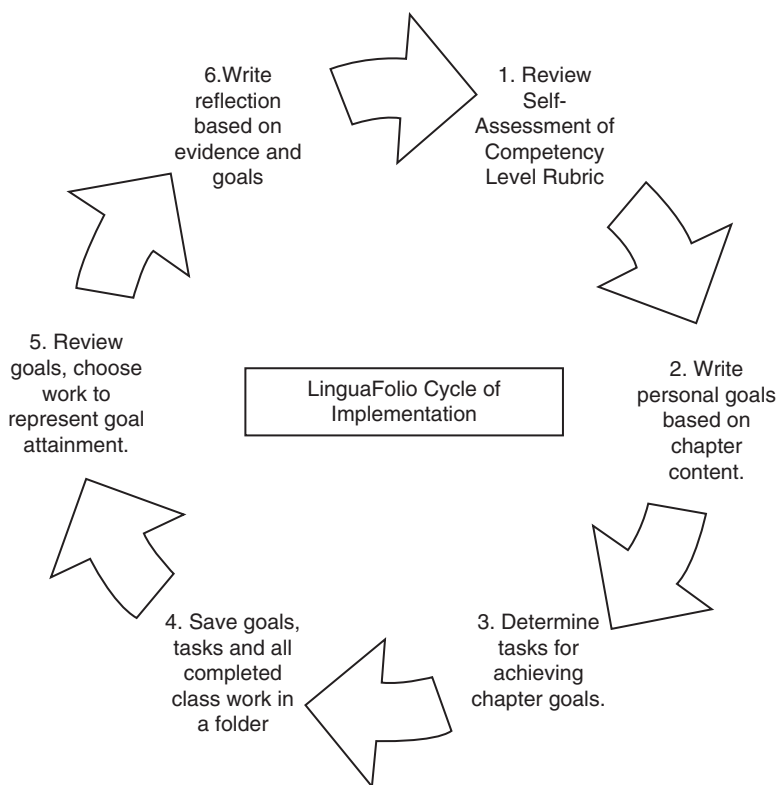 1. Review
Self-
Assessment of
Competency
Level Rubric
2. Write
personal goals
based on
chapter
content.
3. Determine
tasks for
achieving
chapter goals.
4. Save goals,
tasks and all
completed
class work in
a folder
5. Review
goals, choose
work to
represent goal
attainment.
6.Write
reflection
based on
evidence and
goals
LinguaFolio Cycle of
Implementation